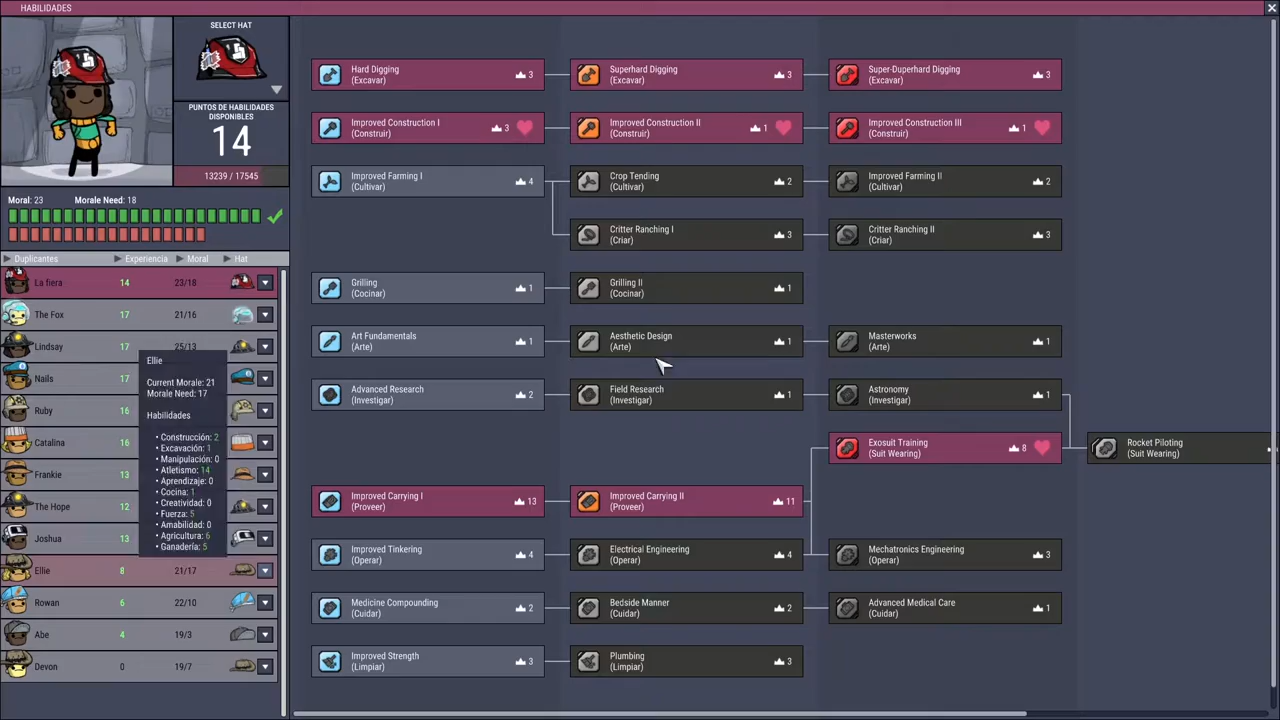 HABILIDADES
SELECT HAT
PUNTOS DE HABILIDADES
DISPONIBLES
14
13239 / 17545
Moral: 23
Morale Need: 18
Duplicantes
Experiencia
Moral
Hat
La fiera 14 23/18
The Fox 17 21/16
Lindsay 17 25/13
Nails 17
Ruby 16
Catalina 16
Frankie 13
The Hope 12
Joshua 13
Ellie 8 21/17
Rowan 6 22/10
Abe 4 19/3
Devon 0 19/7
Ellie
Current Morale: 21
Morale Need: 17
Habilidades
• Construcción: 2
• Excavación: 1
• Manipulación: 0
• Atletismo: 14
• Aprendizaje: 0
• Cocina: 1
• Creatividad: 0
• Fuerza: 5
• Amabilidad: 0
• Agricultura: 6
• Ganadería: 5
Hard Digging
(Excavar)
3
Superhard Digging
(Excavar)
3
Super-Duperhard Digging
(Excavar)
3
Improved Construction I
(Construir)
3
Improved Construction II
(Construir)
1
Improved Construction III
(Construir)
1
Improved Farming I
(Cultivar)
4
Crop Tending
(Cultivar)
2
Improved Farming II
(Cultivar)
2
Critter Ranching I
(Criar)
3
Critter Ranching II
(Criar)
3
Grilling
(Cocinar)
1
Grilling II
(Cocinar)
1
Art Fundamentals
(Arte)
1
Aesthetic Design
(Arte)
1
Masterworks
(Arte)
1
Advanced Research
(Investigar)
2
Field Research
(Investigar)
1
Astronomy
(Investigar)
1
Exosuit Training
(Suit Wearing)
8
Rocket Piloting
(Suit Wearing)
Improved Carrying I
(Proveer)
13
Improved Carrying II
(Proveer)
11
Improved Tinkering
(Operar)
4
Electrical Engineering
(Operar)
4
Mechatronics Engineering
(Operar)
3
Medicine Compounding
(Cuidar)
2
Bedside Manner
(Cuidar)
2
Advanced Medical Care
(Cuidar)
1
Improved Strength
(Limpiar)
3
Plumbing
(Limpiar)
3